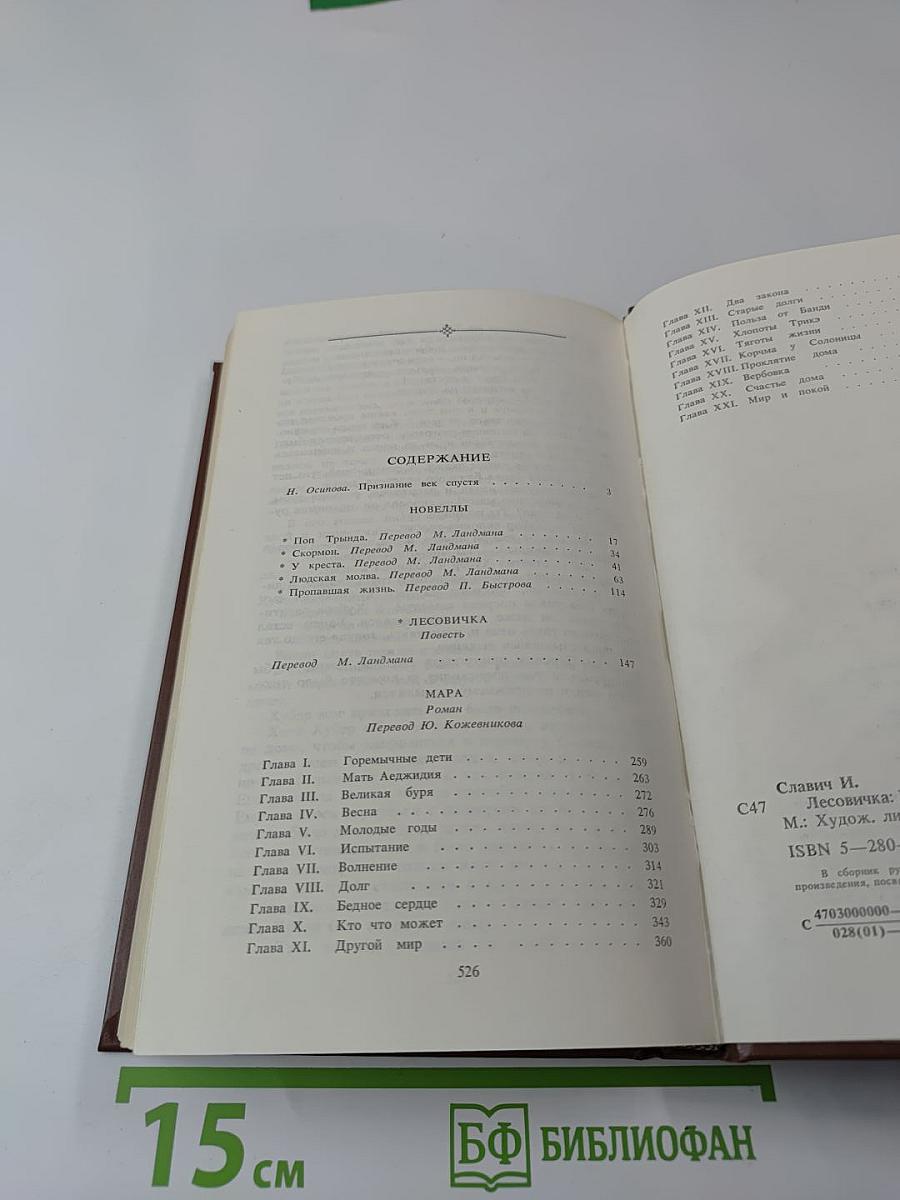 СОДЕРЖАНИЕ
Н. Осипова. Признание век спустя . . . . . . . . . 3
НОВЕЛЛЫ
* Поп Трында. Перевод М. Ландмана . . . . . . . 17
* Скормон. Перевод М. Ландмана . . . . . . . . . 34
* У креста. Перевод М. Ландмана . . . . . . . . . 41
* Людская молва. Перевод М. Ландмана . . . . . . 63
* Пропавшая жизнь. Перевод П. Быстрова . . . . . 114
* ЛЕСОВИЧКА
Повесть
Перевод М. Ландмана . . . . . . . . . . . . . 147
МАРА
Роман
Перевод Ю. Кожевникова
Глава I. Горемычные дети . . . . . . . . . . . 259
Глава II. Мать Аеджидия . . . . . . . . . . . . 263
Глава III. Великая буря . . . . . . . . . . . . 272
Глава IV. Весна . . . . . . . . . . . . . . . 276
Глава V. Молодые годы . . . . . . . . . . . . 289
Глава VI. Испытание . . . . . . . . . . . . . 303
Глава VII. Волнение . . . . . . . . . . . . . 314
Глава VIII. Долг . . . . . . . . . . . . . . 321
Глава IX. Бедное сердце . . . . . . . . . . . . 329
Глава X. Кто что может . . . . . . . . . . . . 343
Глава XI. Другой мир . . . . . . . . . . . . . 360
526
Глава XII. Два закона . . . . . . . .
Глава XIII. Старые долги . . . . . . .
Глава XIV. Польза от Банди . . . . . .
Глава XV. Хлопоты Трикэ . . . . . .
Глава XVI. Тяготы жизни . . . . . .
Глава XVII. Корчма у Солоницы . . . .
Глава XVIII. Проклятие дома . . . . .
Глава XIX. Вербовка . . . . . . .
Глава XX. Счастье дома . . . . . .
Глава XXI. Мир и покой . . . . . .
Славич И.
С47 Лесовичка:
М.: Худож. ли
ISBN 5—280—
В сборник ру
произведения, посв
С 4703000000—
028(01)—
15 см
БФ БИБЛИОФАН